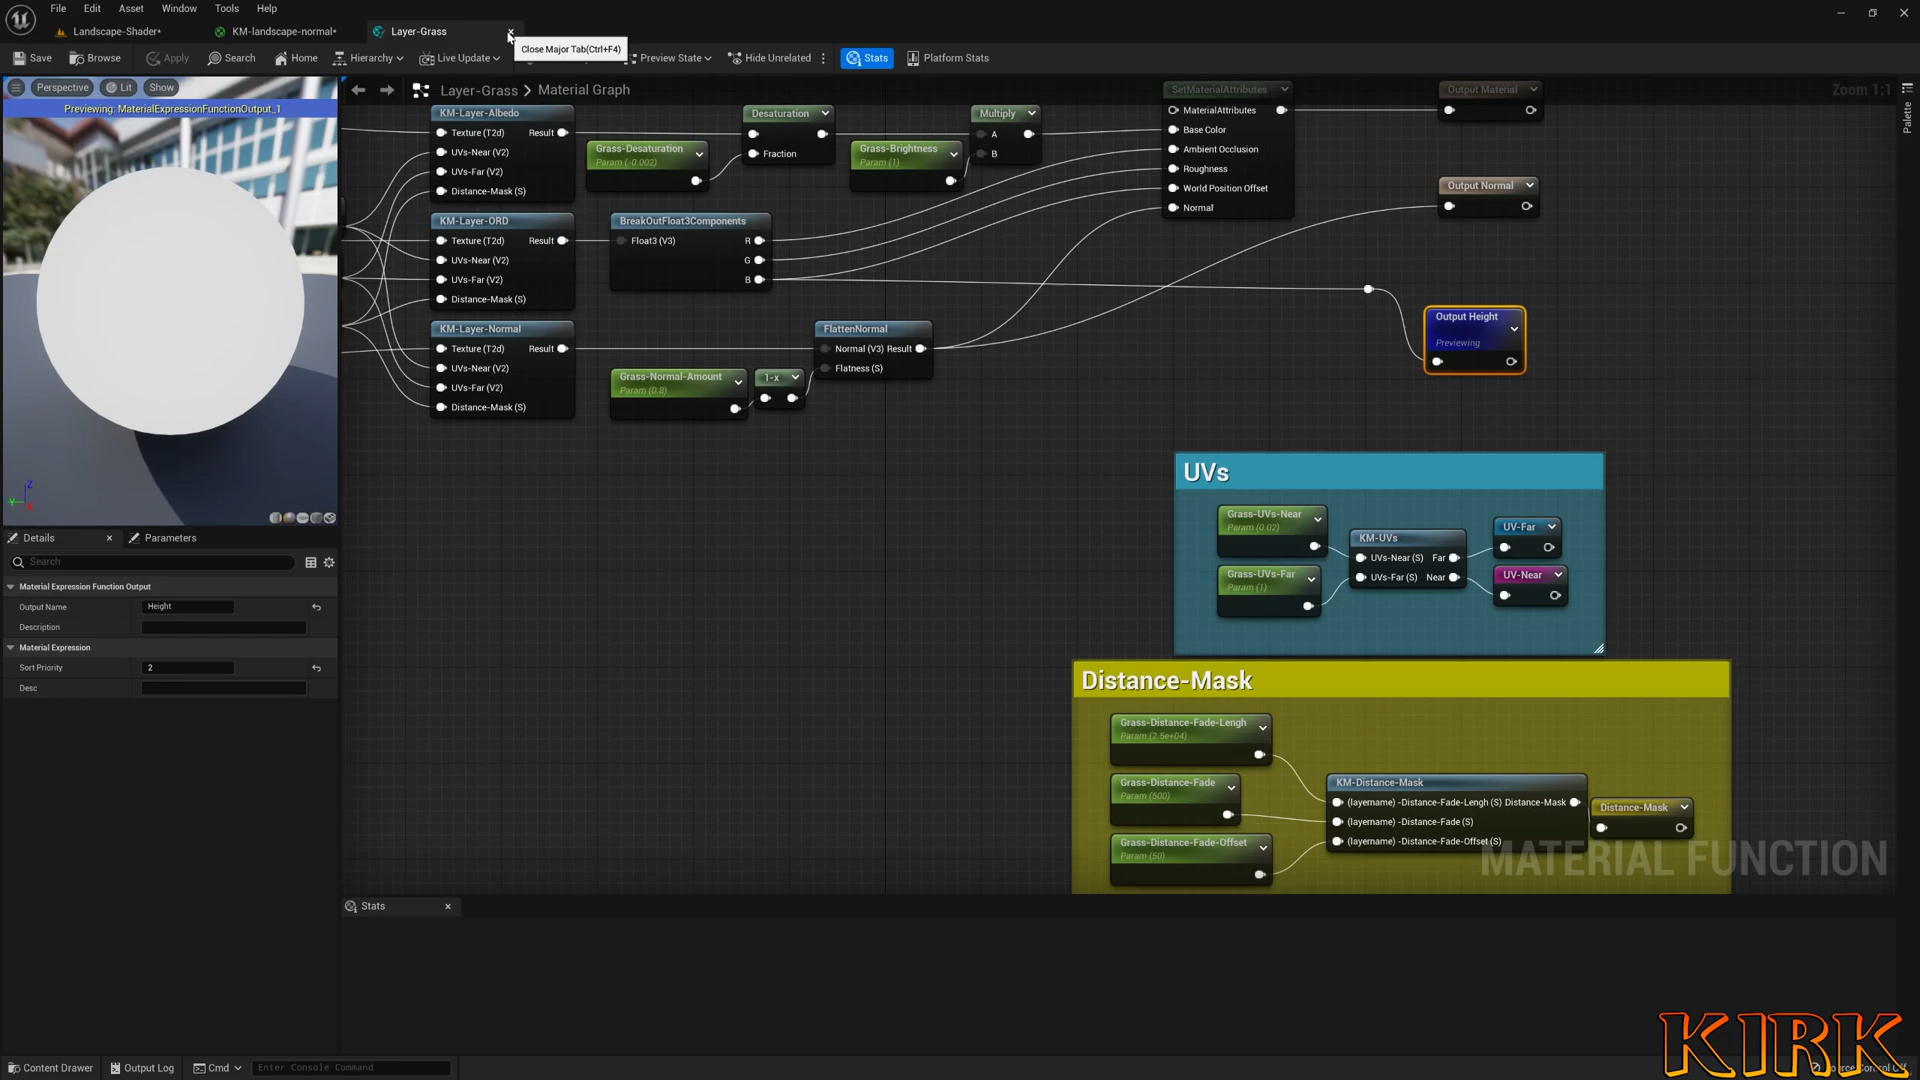 File Edit Asset Window Tools Help
Landscape-Shader* KM-landscape-normal* Layer-Grass
Close Major Tab(Ctrl+F4)
Save Browse Apply Search Home Hierarchy Live Update Preview State Hide Unrelated Stats Platform Stats
Perspective Lit Show
Previewing: MaterialExpressionFunctionOutput_1
Layer-Grass > Material Graph
Zoom 1:1
Palette
KM-Layer-Albedo
Texture (T2d) Result
UVs-Near (V2)
UVs-Far (V2)
Distance-Mask (S)
Grass-Desaturation
Param (-0.002)
Desaturation
Fraction
Grass-Brightness
Param (1)
Multiply
A
B
SetMaterialAttributes
MaterialAttributes
Base Color
Ambient Occlusion
Roughness
World Position Offset
Normal
Output Material
Output Normal
KM-Layer-ORD
Texture (T2d) Result
UVs-Near (V2)
UVs-Far (V2)
Distance-Mask (S)
BreakOutFloat3Components
Float3 (V3) R
G
B
Output Height
Previewing
KM-Layer-Normal
Texture (T2d) Result
UVs-Near (V2)
UVs-Far (V2)
Distance-Mask (S)
Grass-Normal-Amount
Param (0.8)
1-x
FlattenNormal
Normal (V3) Result
Flatness (S)
UVs
Grass-UVs-Near
Param (0.02)
Grass-UVs-Far
Param (1)
KM-UVs
UVs-Near (S) Far
UVs-Far (S) Near
UV-Far
UV-Near
Distance-Mask
Grass-Distance-Fade-Lengh
Param (2.5e+04)
Grass-Distance-Fade
Param (500)
Grass-Distance-Fade-Offset
Param (50)
KM-Distance-Mask
(layername) -Distance-Fade-Lengh (S) Distance-Mask
(layername) -Distance-Fade (S)
(layername) -Distance-Fade-Offset (S)
Distance-Mask
MATERIAL FUNCTION
Z
Y
Details Parameters
Search
Material Expression Function Output
Output Name Height
Description
Material Expression
Sort Priority 2
Desc
Stats
Content Drawer Output Log Cmd Enter Console Command
KIRK